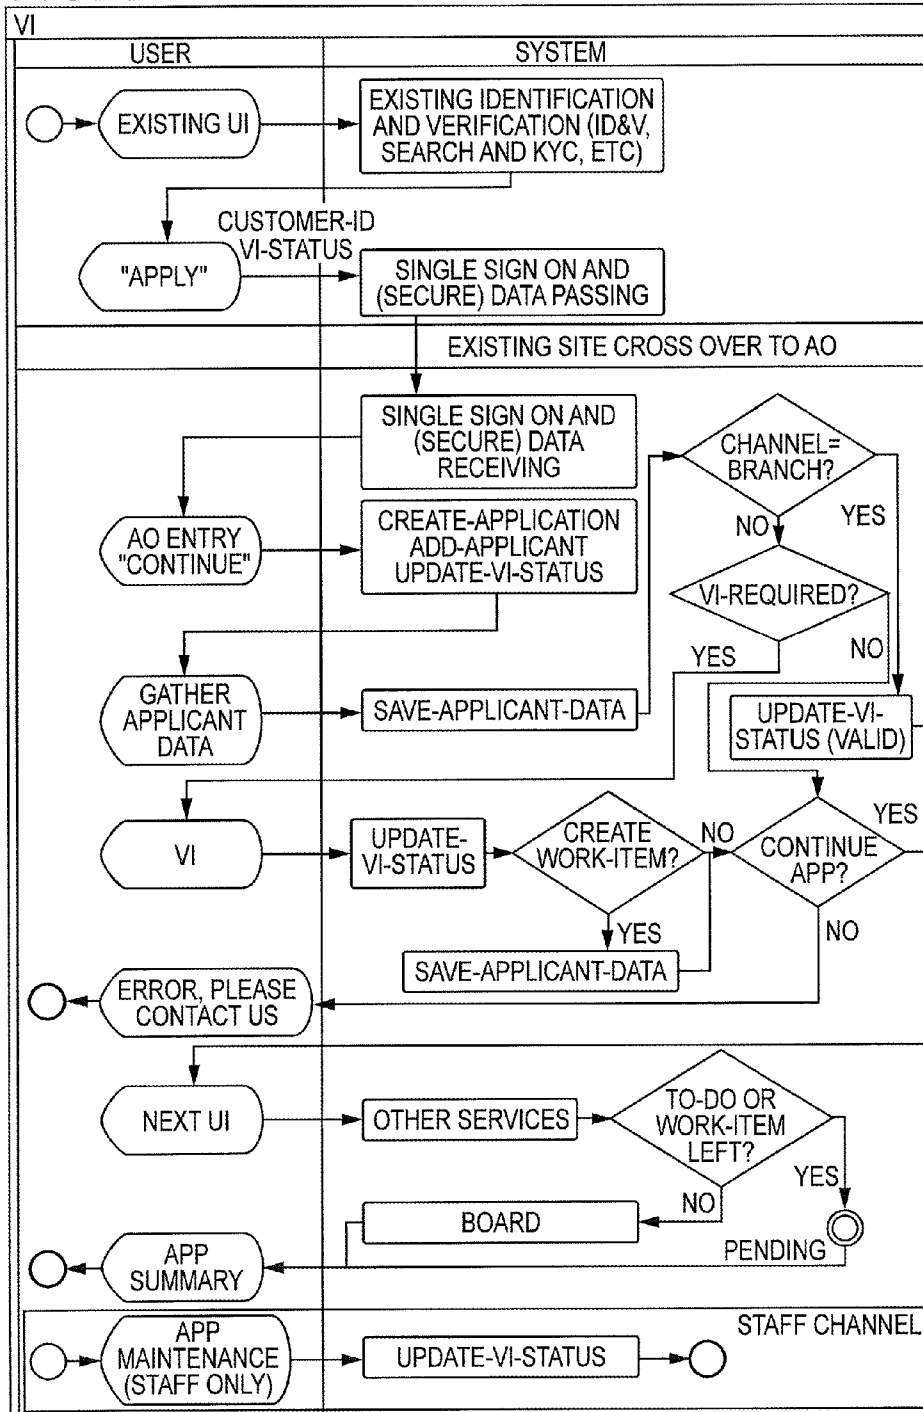 VI
USER
SYSTEM
EXISTING UI
EXISTING IDENTIFICATION
AND VERIFICATION (ID&V,
SEARCH AND KYC, ETC)
CUSTOMER-ID
VI-STATUS
"APPLY"
SINGLE SIGN ON AND
(SECURE) DATA PASSING
EXISTING SITE CROSS OVER TO AO
SINGLE SIGN ON AND
(SECURE) DATA
RECEIVING
CHANNEL=
BRANCH?
NO
YES
AO ENTRY
"CONTINUE"
CREATE-APPLICATION
ADD-APPLICANT
UPDATE-VI-STATUS
VI-REQUIRED?
YES
NO
GATHER
APPLICANT
DATA
SAVE-APPLICANT-DATA
UPDATE-VI-
STATUS (VALID)
VI
UPDATE-
VI-STATUS
CREATE
WORK-ITEM?
NO
YES
CONTINUE
APP?
YES
NO
SAVE-APPLICANT-DATA
ERROR, PLEASE
CONTACT US
NEXT UI
OTHER SERVICES
TO-DO OR
WORK-ITEM
LEFT?
YES
NO
BOARD
PENDING
APP
SUMMARY
STAFF CHANNEL
APP
MAINTENANCE
(STAFF ONLY)
UPDATE-VI-STATUS